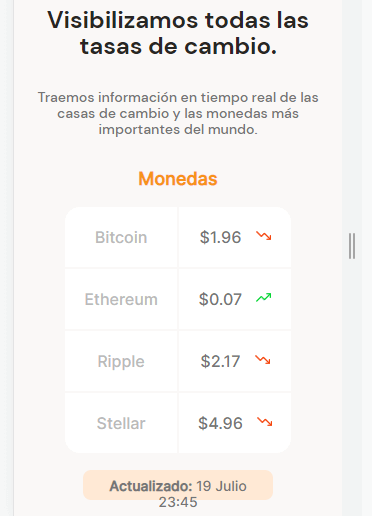 Visibilizamos todas las
tasas de cambio.
Traemos información en tiempo real de las
casas de cambio y las monedas más
importantes del mundo.
Monedas
Bitcoin $1.96
Ethereum $0.07
Ripple $2.17
Stellar $4.96
Actualizado: 19 Julio
23:45